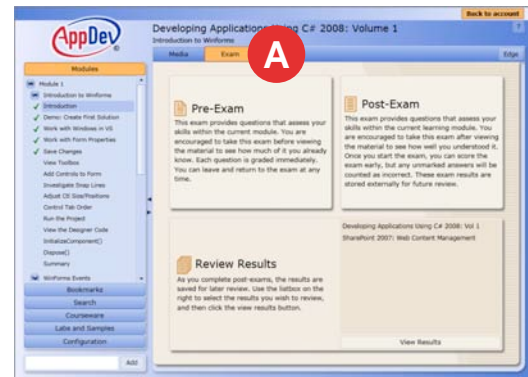 Back to account
AppDev
Developing Applications Using C# 2008: Volume 1
Introduction to Winforms
?
Modules
Media
Exam
A
Edge
Module 1
Introduction to Winforms
Introduction
Demo: Create First Solution
Work with Windows in VS
Work with Form Properties
Save Changes
View Toolbox
Add Controls to Form
Investigate Snap Lines
Adjust Ctl Size/Positions
Control Tab Order
Run the Project
View the Designer Code
InitializeComponent()
Dispose()
Summary
WinForms Events
Bookmarks
Search
Courseware
Labs and Samples
Configuration
Add
Pre-Exam
This exam provides questions that assess your
skills within the current module. You are
encouraged to take this exam before viewing
the material to see how much of it you already
know. Each question is graded immediately.
You can leave and return to the exam at any
time.
Post-Exam
This exam provides questions that assess your
skills within the current learning module. You are
encouraged to take this exam after viewing
the material to see how well you understood it.
Once you start the exam, you can score the
exam early, but any unmarked answers will be
counted as incorrect. These exam results are
stored externally for future review.
Review Results
As you complete post-exams, the results are
saved for later review. Use the listbox on the
right to select the results you wish to review,
and then click the view results button.
Developing Applications Using C# 2008: Vol 1
SharePoint 2007: Web Content Management
View Results